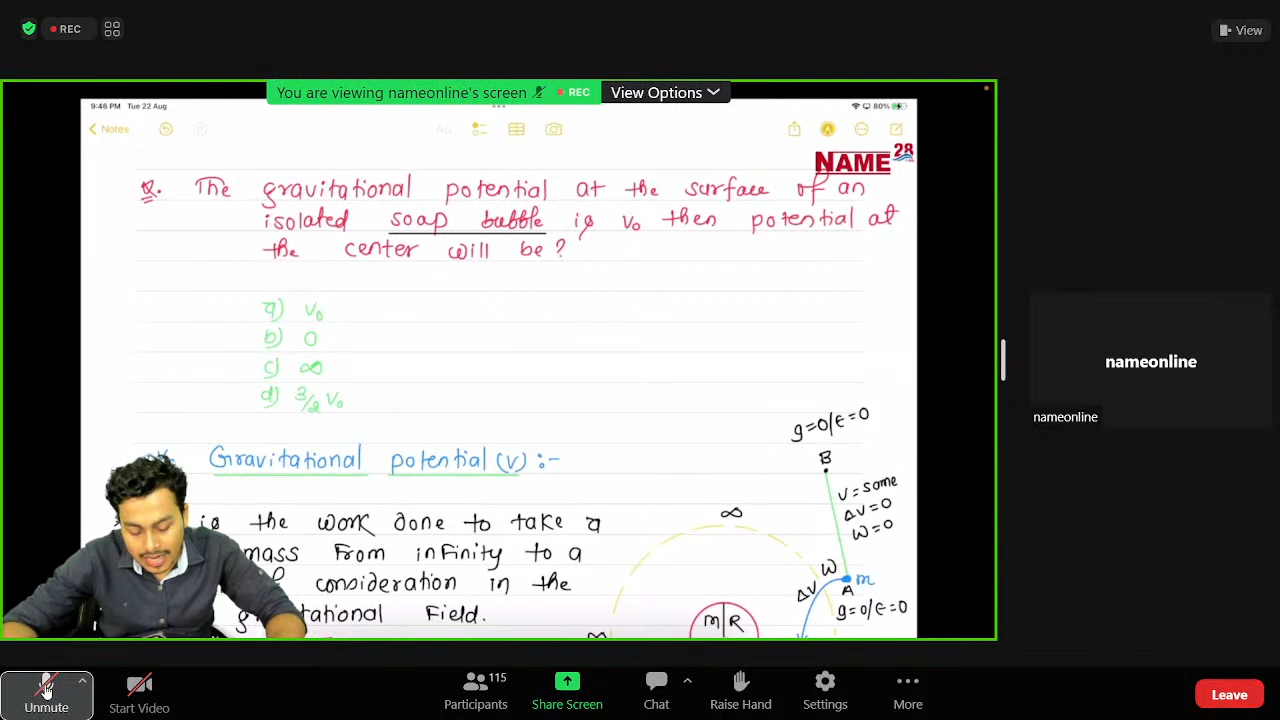 REC
View
You are viewing nameonline's screen
REC
View Options
9:46 PM Tue 22 Aug
80%
Notes
Aa
NAME 28
Q. The gravitational potential at the surface of an
isolated soap bubble is v₀ then potential at
the center will be?
a) v₀
b) 0
c) ∞
d) 3/2 v₀
g=0/E=0
B
Gravitational potential (v) :-
v=some
Δv=0
w=0
is the work done to take a
∞
mass from infinity to a
consideration in the
W
m
Δv
A
g=0/E=0
Field.
M|R
∞
nameonline
nameonline
Unmute
Start Video
115
Participants
Share Screen
Chat
Raise Hand
Settings
More
Leave